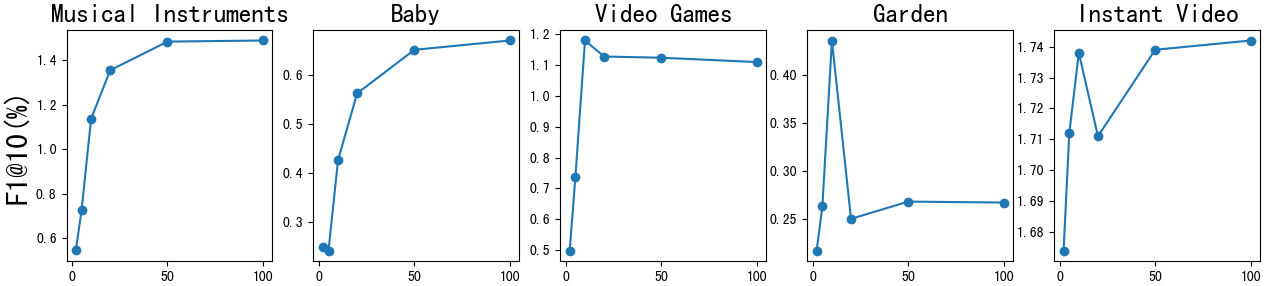 Musical Instruments
Baby
Video Games
Garden
Instant Video
F1@10(%)
1.4
1.2
1.0
0.8
0.6
0 50 100
0.6
0.5
0.4
0.3
0 50 100
1.2
1.1
1.0
0.9
0.8
0.7
0.6
0.5
0 50 100
0.40
0.35
0.30
0.25
0 50 100
1.74
1.73
1.72
1.71
1.70
1.69
1.68
0 50 100